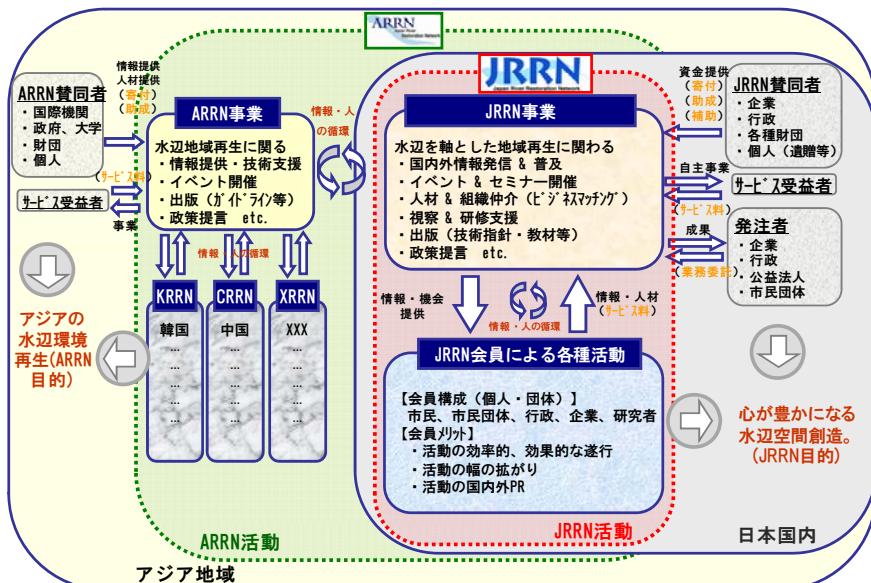 ARRN
JRRN
Japan River Restoration Network
情報提供
人材提供
（寄付）
（助成）
ARRN賛同者
・国際機関
・政府、大学
・財団
・個人
（ｻｰﾋﾞｽ料）
サービス受益者
事業
ARRN事業
水辺地域再生に関る
・情報提供・技術支援
・イベント開催
・出版（ｶﾞｲﾄﾞﾗｲﾝ等）
・政策提言 etc.
情報・人
の循環
情報・人の循環
KRRN
韓国
…
…
…
…
…
CRRN
中国
…
…
…
…
…
XRRN
XXX
…
…
…
…
…
アジアの
水辺環境
再生(ARRN
目的)
ARRN活動
アジア地域
JRRN事業
水辺を軸とした地域再生に関わる
・国内外情報発信 & 普及
・イベント & セミナー開催
・人材 & 組織仲介（ﾋﾞｼﾞﾈｽﾏｯﾁﾝｸﾞ）
・視察 & 研修支援
・出版（技術指針・教材等）
・政策提言 etc.
情報・機会
提供
情報・人の循環
情報・人材
（ｻｰﾋﾞｽ料）
JRRN会員による各種活動
【会員構成（個人・団体）】
市民、市民団体、行政、企業、研究者
【会員ﾒﾘｯﾄ】
・活動の効率的、効果的な遂行
・活動の幅の拡がり
・活動の国内外PR
JRRN活動
資金提供
（寄付）
（助成）
（補助）
JRRN賛同者
・企業
・行政
・各種財団
・個人（遺贈等）
自主事業
サービス受益者
（ｻｰﾋﾞｽ料）
成果
（業務委託）
発注者
・企業
・行政
・公益法人
・市民団体
心が豊かになる
水辺空間創造。
(JRRN目的)
日本国内